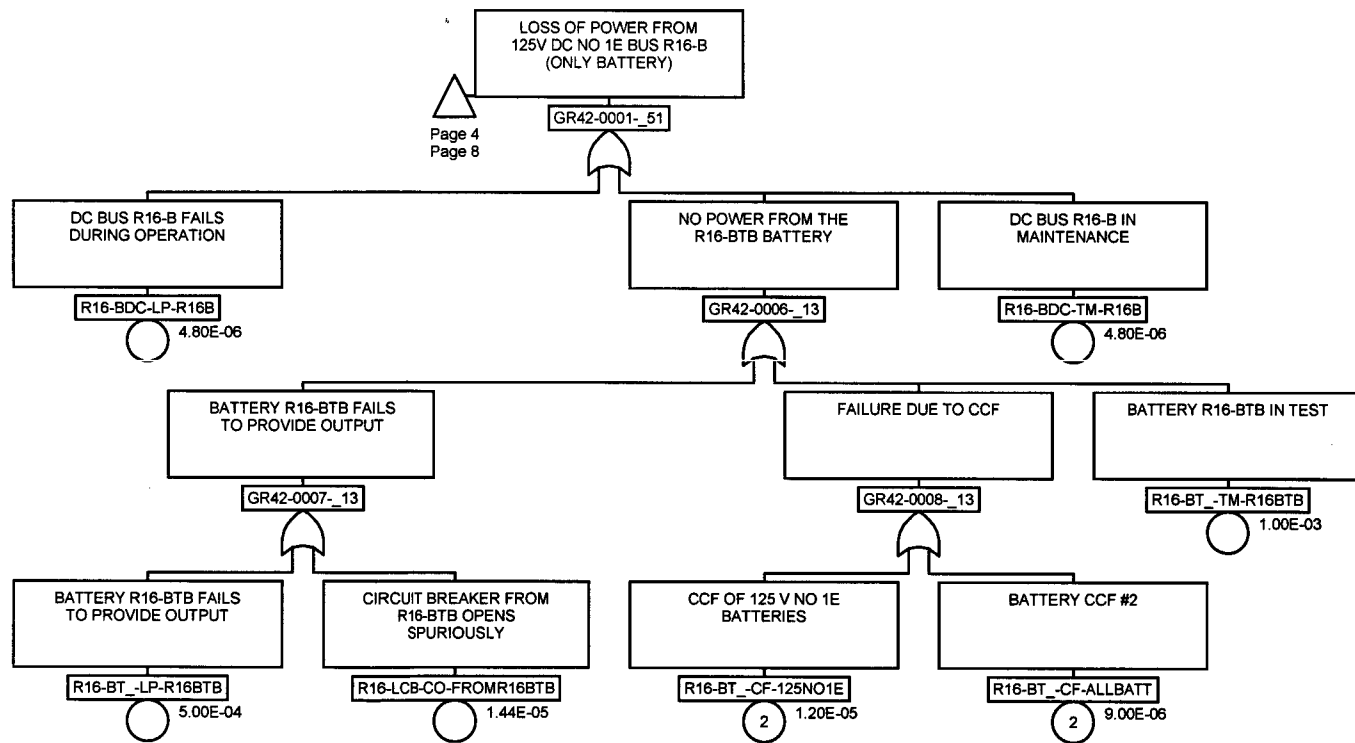 LOSS OF POWER FROM
125V DC NO 1E BUS R16-B
(ONLY BATTERY)
Page 4
Page 8
GR42-0001-_51
DC BUS R16-B FAILS
DURING OPERATION
R16-BDC-LP-R16B
4.80E-06
NO POWER FROM THE
R16-BTB BATTERY
GR42-0006-_13
DC BUS R16-B IN
MAINTENANCE
R16-BDC-TM-R16B
4.80E-06
BATTERY R16-BTB FAILS
TO PROVIDE OUTPUT
GR42-0007-_13
FAILURE DUE TO CCF
GR42-0008-_13
BATTERY R16-BTB IN TEST
R16-BT_-TM-R16BTB
1.00E-03
BATTERY R16-BTB FAILS
TO PROVIDE OUTPUT
R16-BT_-LP-R16BTB
5.00E-04
CIRCUIT BREAKER FROM
R16-BTB OPENS
SPURIOUSLY
R16-LCB-CO-FROMR16BTB
1.44E-05
CCF OF 125 V NO 1E
BATTERIES
R16-BT_-CF-125NO1E
2
1.20E-05
BATTERY CCF #2
R16-BT_-CF-ALLBATT
2
9.00E-06